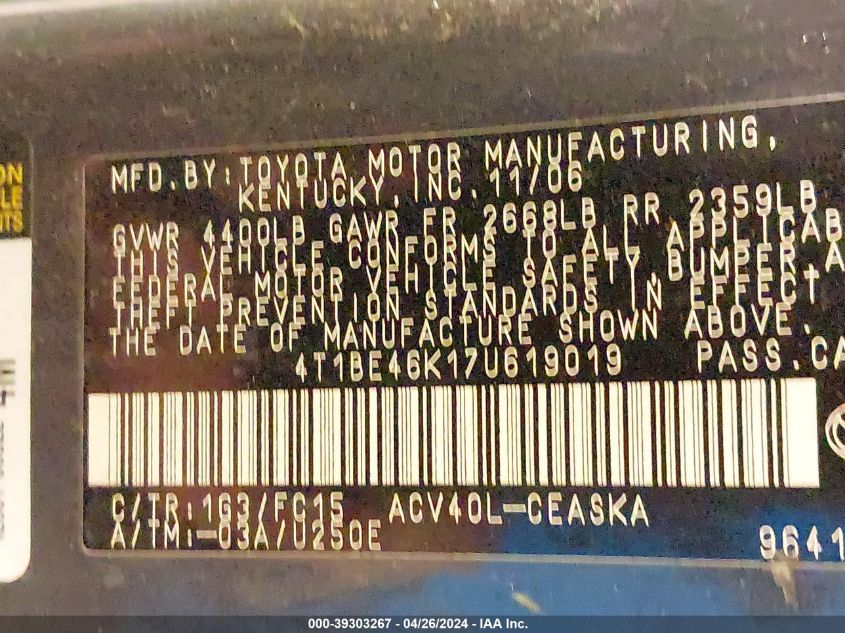 ON
LE
TS
MFD.BY:TOYOTA MOTOR MANUFACTURING,
KENTUCKY,INC.11/06
GVWR 4400LB GAWR FR 2668LB RR 2359LB
THIS VEHICLE CONFORMS TO ALL APPLICAB
FEDERAL MOTOR VEHICLE SAFETY,BUMPER,A
THEFT PREVENTION STANDARDS IN EFFECT
THE DATE OF MANUFACTURE SHOWN ABOVE.
4T1BE46K17U619019 PASS.CA
C/TR:1G3/FC15 ACV40L-CEASKA
A/TM:-03A/U250E 9641
000-39303267 - 04/26/2024 - IAA Inc.